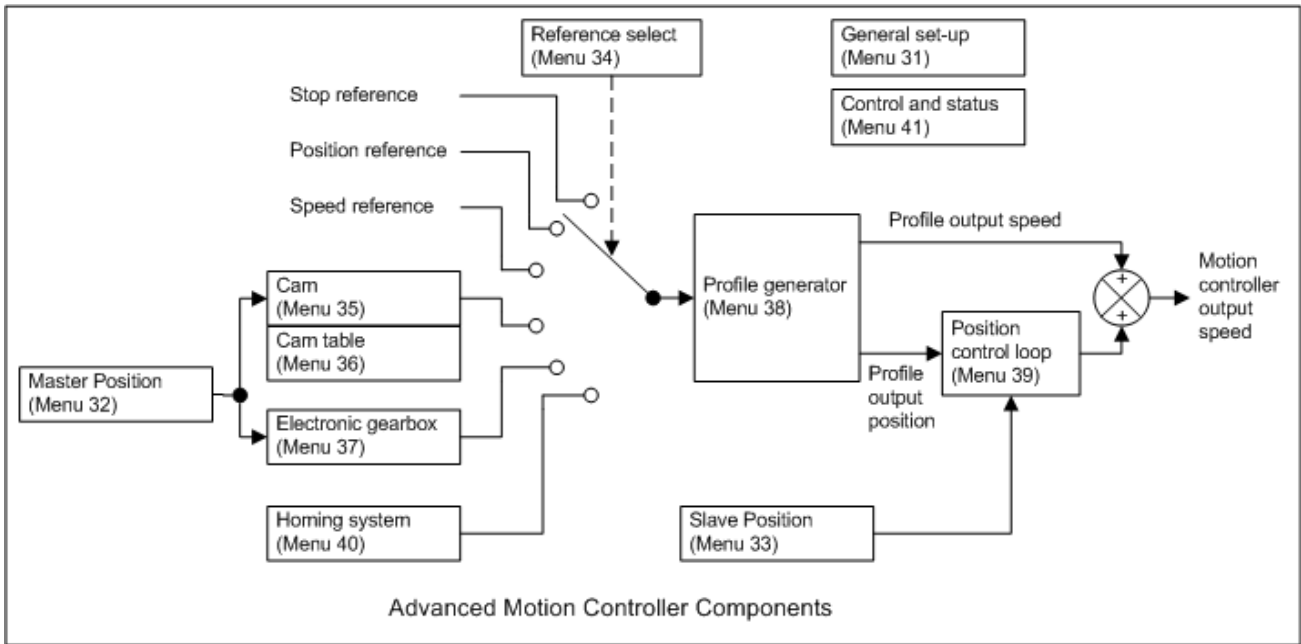 Reference select
(Menu 34)
General set-up
(Menu 31)
Control and status
(Menu 41)
Stop reference
Position reference
Speed reference
Cam
(Menu 35)
Cam table
(Menu 36)
Master Position
(Menu 32)
Electronic gearbox
(Menu 37)
Homing system
(Menu 40)
Profile generator
(Menu 38)
Profile output speed
Profile
output
position
Position
control loop
(Menu 39)
+
+
Motion
controller
output
speed
Slave Position
(Menu 33)
Advanced Motion Controller Components